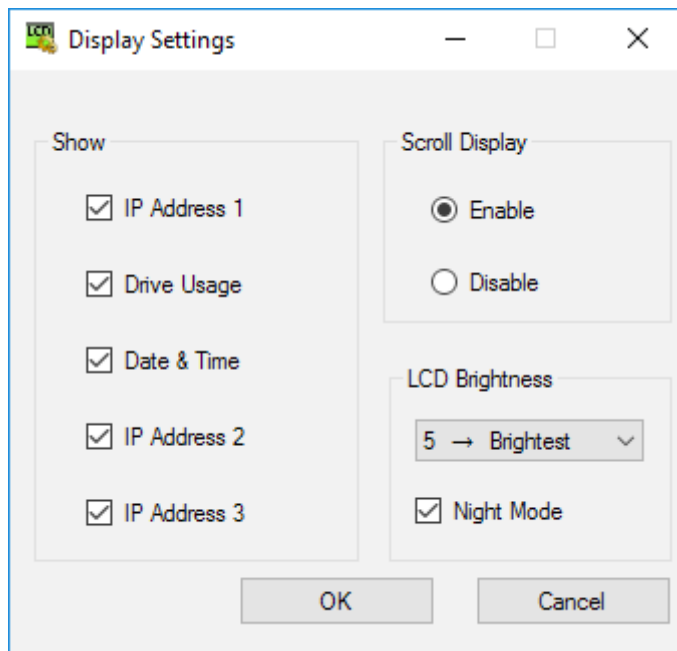 LCD
Display Settings
Show
IP Address 1
Drive Usage
Date & Time
IP Address 2
IP Address 3
Scroll Display
Enable
Disable
LCD Brightness
5 → Brightest
Night Mode
OK
Cancel